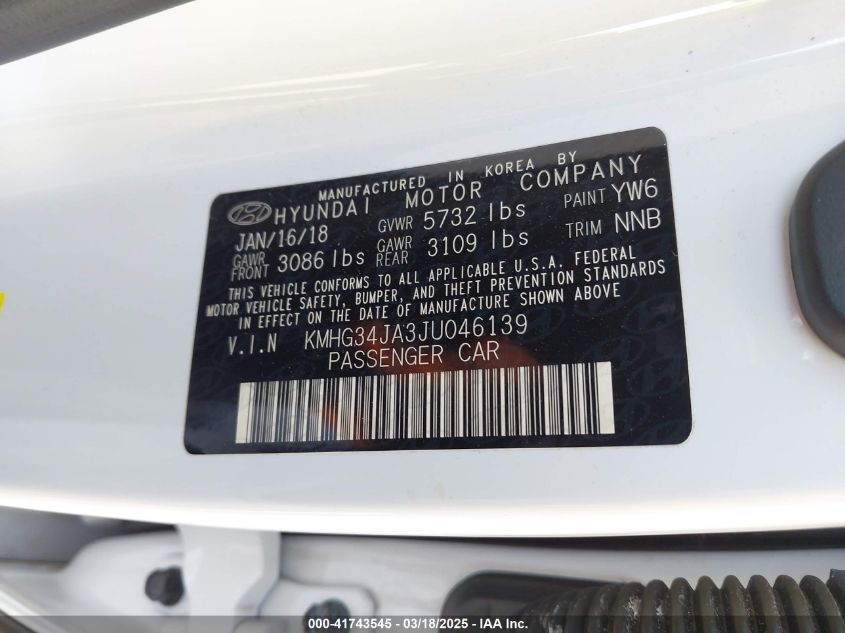 MANUFACTURED IN KOREA BY
HYUNDAI MOTOR COMPANY
JAN/16/18 GVWR 5732 lbs PAINT YW6
GAWR FRONT 3086 lbs GAWR REAR 3109 lbs TRIM NNB
THIS VEHICLE CONFORMS TO ALL APPLICABLE U.S.A. FEDERAL
MOTOR VEHICLE SAFETY, BUMPER, AND THEFT PREVENTION STANDARDS
IN EFFECT ON THE DATE OF MANUFACTURE SHOWN ABOVE
V.I.N KMHG34JA3JU046139
PASSENGER CAR
000-41743545 - 03/18/2025 - IAA Inc.